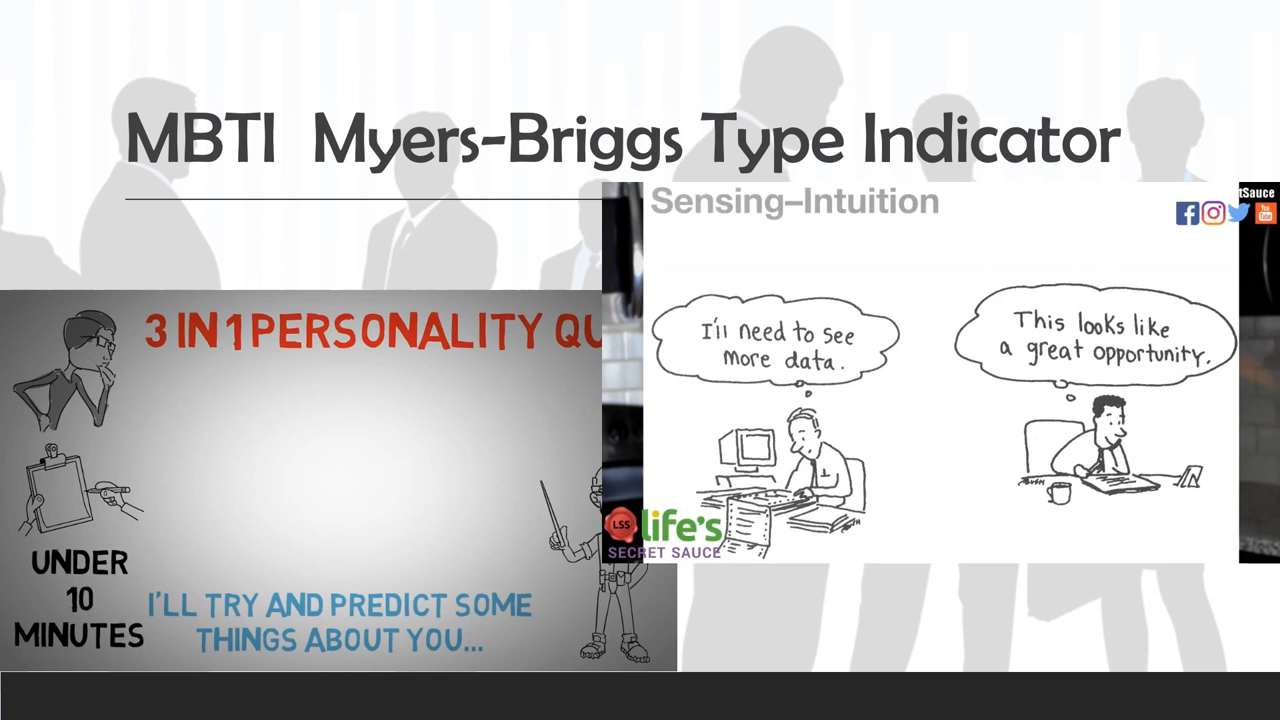 MBTI  Myers-Briggs Type Indicator
Sensing–Intuition
tSauce
I'll need to see
more data.
This looks like
a great opportunity.
LSS
life's
SECRET SAUCE
You
Tube
3 IN 1 PERSONALITY QU
UNDER
10
MINUTES
I'LL TRY AND PREDICT SOME
THINGS ABOUT YOU...